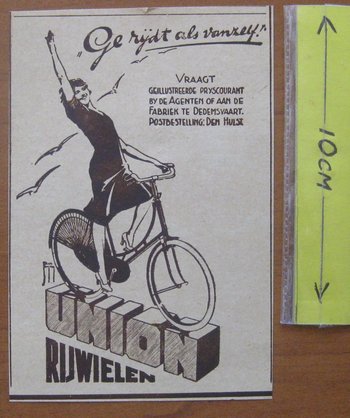 "Ge rijdt als vanzelf!"
VRAAGT
GEÏLLUSTREERDE PRYSCOURANT
BY DE AGENTEN OF AAN DE
FABRIEK TE DEDEMSVAART.
POSTBESTELLING: DEN HULST
UNION
RIJWIELEN
10CM